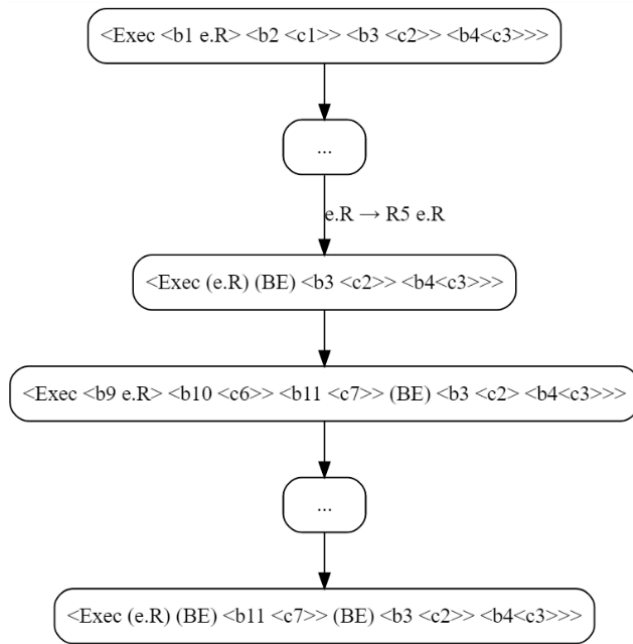 <Exec <b1 e.R> <b2 <c1>> <b3 <c2>> <b4<c3>>>
...
e.R → R5 e.R
<Exec (e.R) (BE) <b3 <c2>> <b4<c3>>>
<Exec <b9 e.R> <b10 <c6>> <b11 <c7>> (BE) <b3 <c2> <b4<c3>>>
...
<Exec (e.R) (BE) <b11 <c7>> (BE) <b3 <c2>> <b4<c3>>>